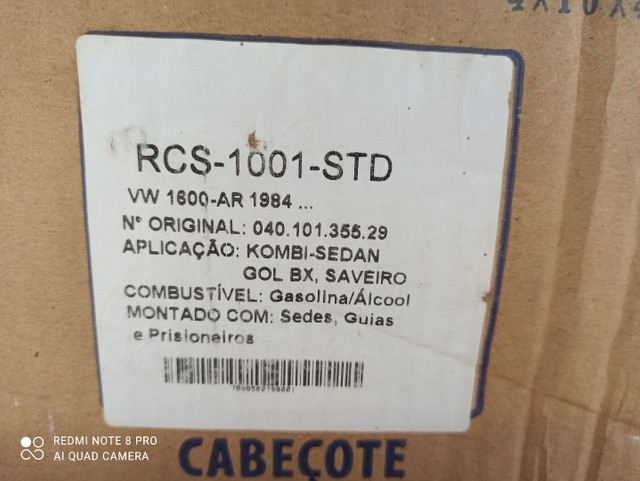 RCS-1001-STD
VW 1600-AR 1984 ...
N° ORIGINAL: 040.101.355.29
APLICAÇÃO: KOMBI-SEDAN
GOL BX, SAVEIRO
COMBUSTÍVEL: Gasolina/Álcool
MONTADO COM: Sedes, Guias
e Prisioneiros
CABEÇOTE
REDMI NOTE 8 PRO
AI QUAD CAMERA